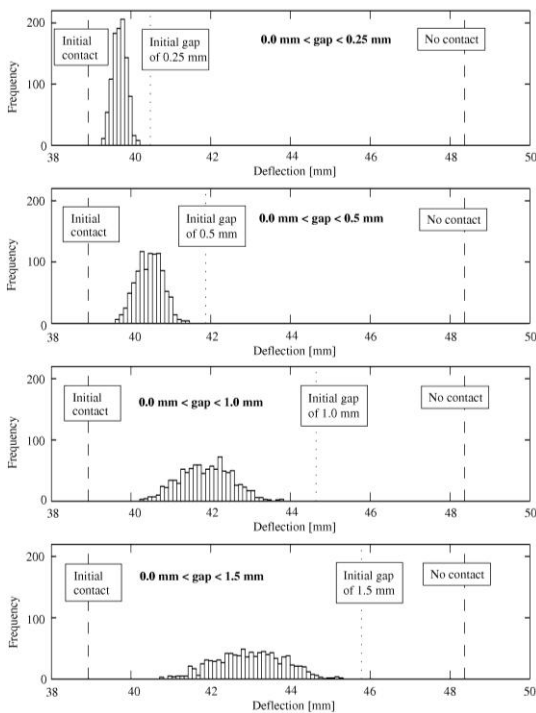 200
100
0
Frequency
Initial
contact
Initial gap
of 0.25 mm
0.0 mm < gap < 0.25 mm
No contact
38 40 42 44 46 48 50
Deflection [mm]
200
100
0
Frequency
Initial
contact
Initial gap
of 0.5 mm
0.0 mm < gap < 0.5 mm
No contact
38 40 42 44 46 48 50
Deflection [mm]
200
100
0
Frequency
Initial
contact
0.0 mm < gap < 1.0 mm
Initial gap
of 1.0 mm
No contact
38 40 42 44 46 48 50
Deflection [mm]
200
100
0
Frequency
Initial
contact
0.0 mm < gap < 1.5 mm
Initial gap
of 1.5 mm
No contact
38 40 42 44 46 48 50
Deflection [mm]